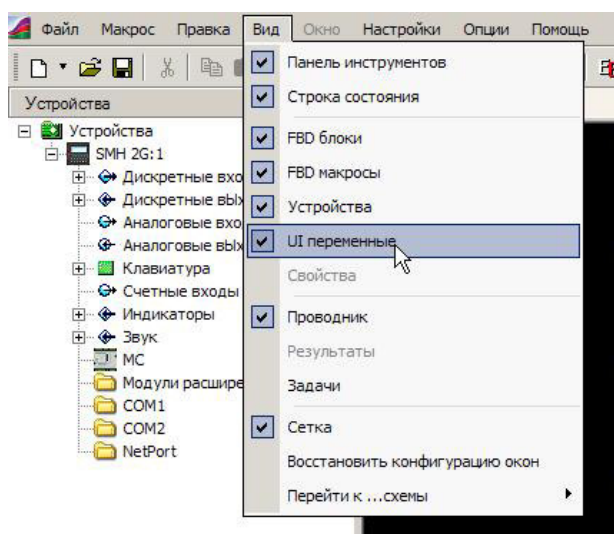 Файл Макрос Правка Вид Окно Настройки Опции Помощь
Устройства
Устройства
SMH 2G:1
Дискретные вхо
Дискретные вЫх
Аналоговые вхо
Аналоговые вЫх
Клавиатура
Счетные входы
Индикаторы
Звук
MC
Модули расшире
COM1
COM2
NetPort
Панель инструментов
Строка состояния
FBD блоки
FBD макросы
Устройства
UI переменные
Свойства
Проводник
Результаты
Задачи
Сетка
Восстановить конфигурацию окон
Перейти к ...схемы